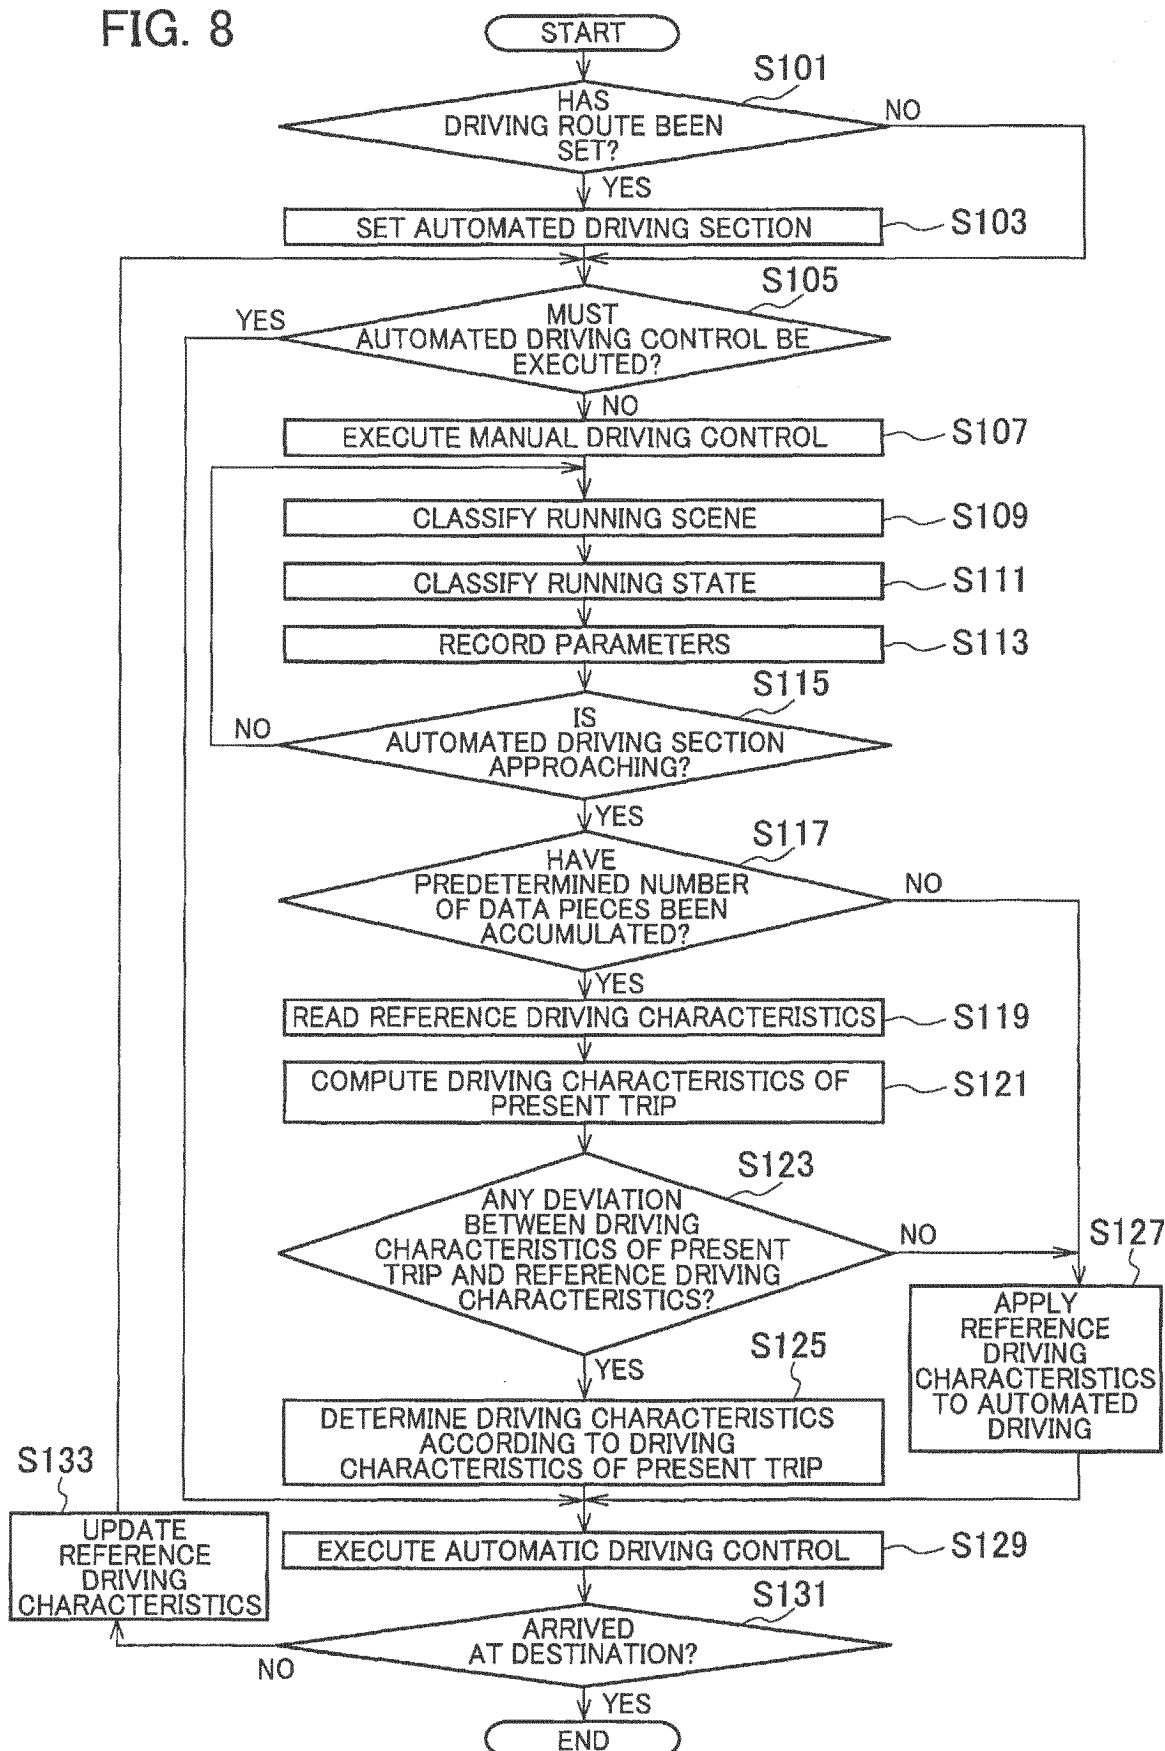 FIG. 8
START
S101
HAS
DRIVING ROUTE BEEN
SET?
NO
YES
SET AUTOMATED DRIVING SECTION
S103
S105
YES
MUST
AUTOMATED DRIVING CONTROL BE
EXECUTED?
NO
EXECUTE MANUAL DRIVING CONTROL
S107
CLASSIFY RUNNING SCENE
S109
CLASSIFY RUNNING STATE
S111
RECORD PARAMETERS
S113
S115
NO
IS
AUTOMATED DRIVING SECTION
APPROACHING?
YES
S117
HAVE
PREDETERMINED NUMBER
OF DATA PIECES BEEN
ACCUMULATED?
NO
YES
READ REFERENCE DRIVING CHARACTERISTICS
S119
COMPUTE DRIVING CHARACTERISTICS OF
PRESENT TRIP
S121
S123
ANY DEVIATION
BETWEEN DRIVING
CHARACTERISTICS OF PRESENT
TRIP AND REFERENCE DRIVING
CHARACTERISTICS?
NO
S127
APPLY
REFERENCE
DRIVING
CHARACTERISTICS
TO AUTOMATED
DRIVING
YES
S125
DETERMINE DRIVING CHARACTERISTICS
ACCORDING TO DRIVING
CHARACTERISTICS OF PRESENT TRIP
S133
UPDATE
REFERENCE
DRIVING
CHARACTERISTICS
EXECUTE AUTOMATIC DRIVING CONTROL
S129
S131
ARRIVED
AT DESTINATION?
NO
YES
END